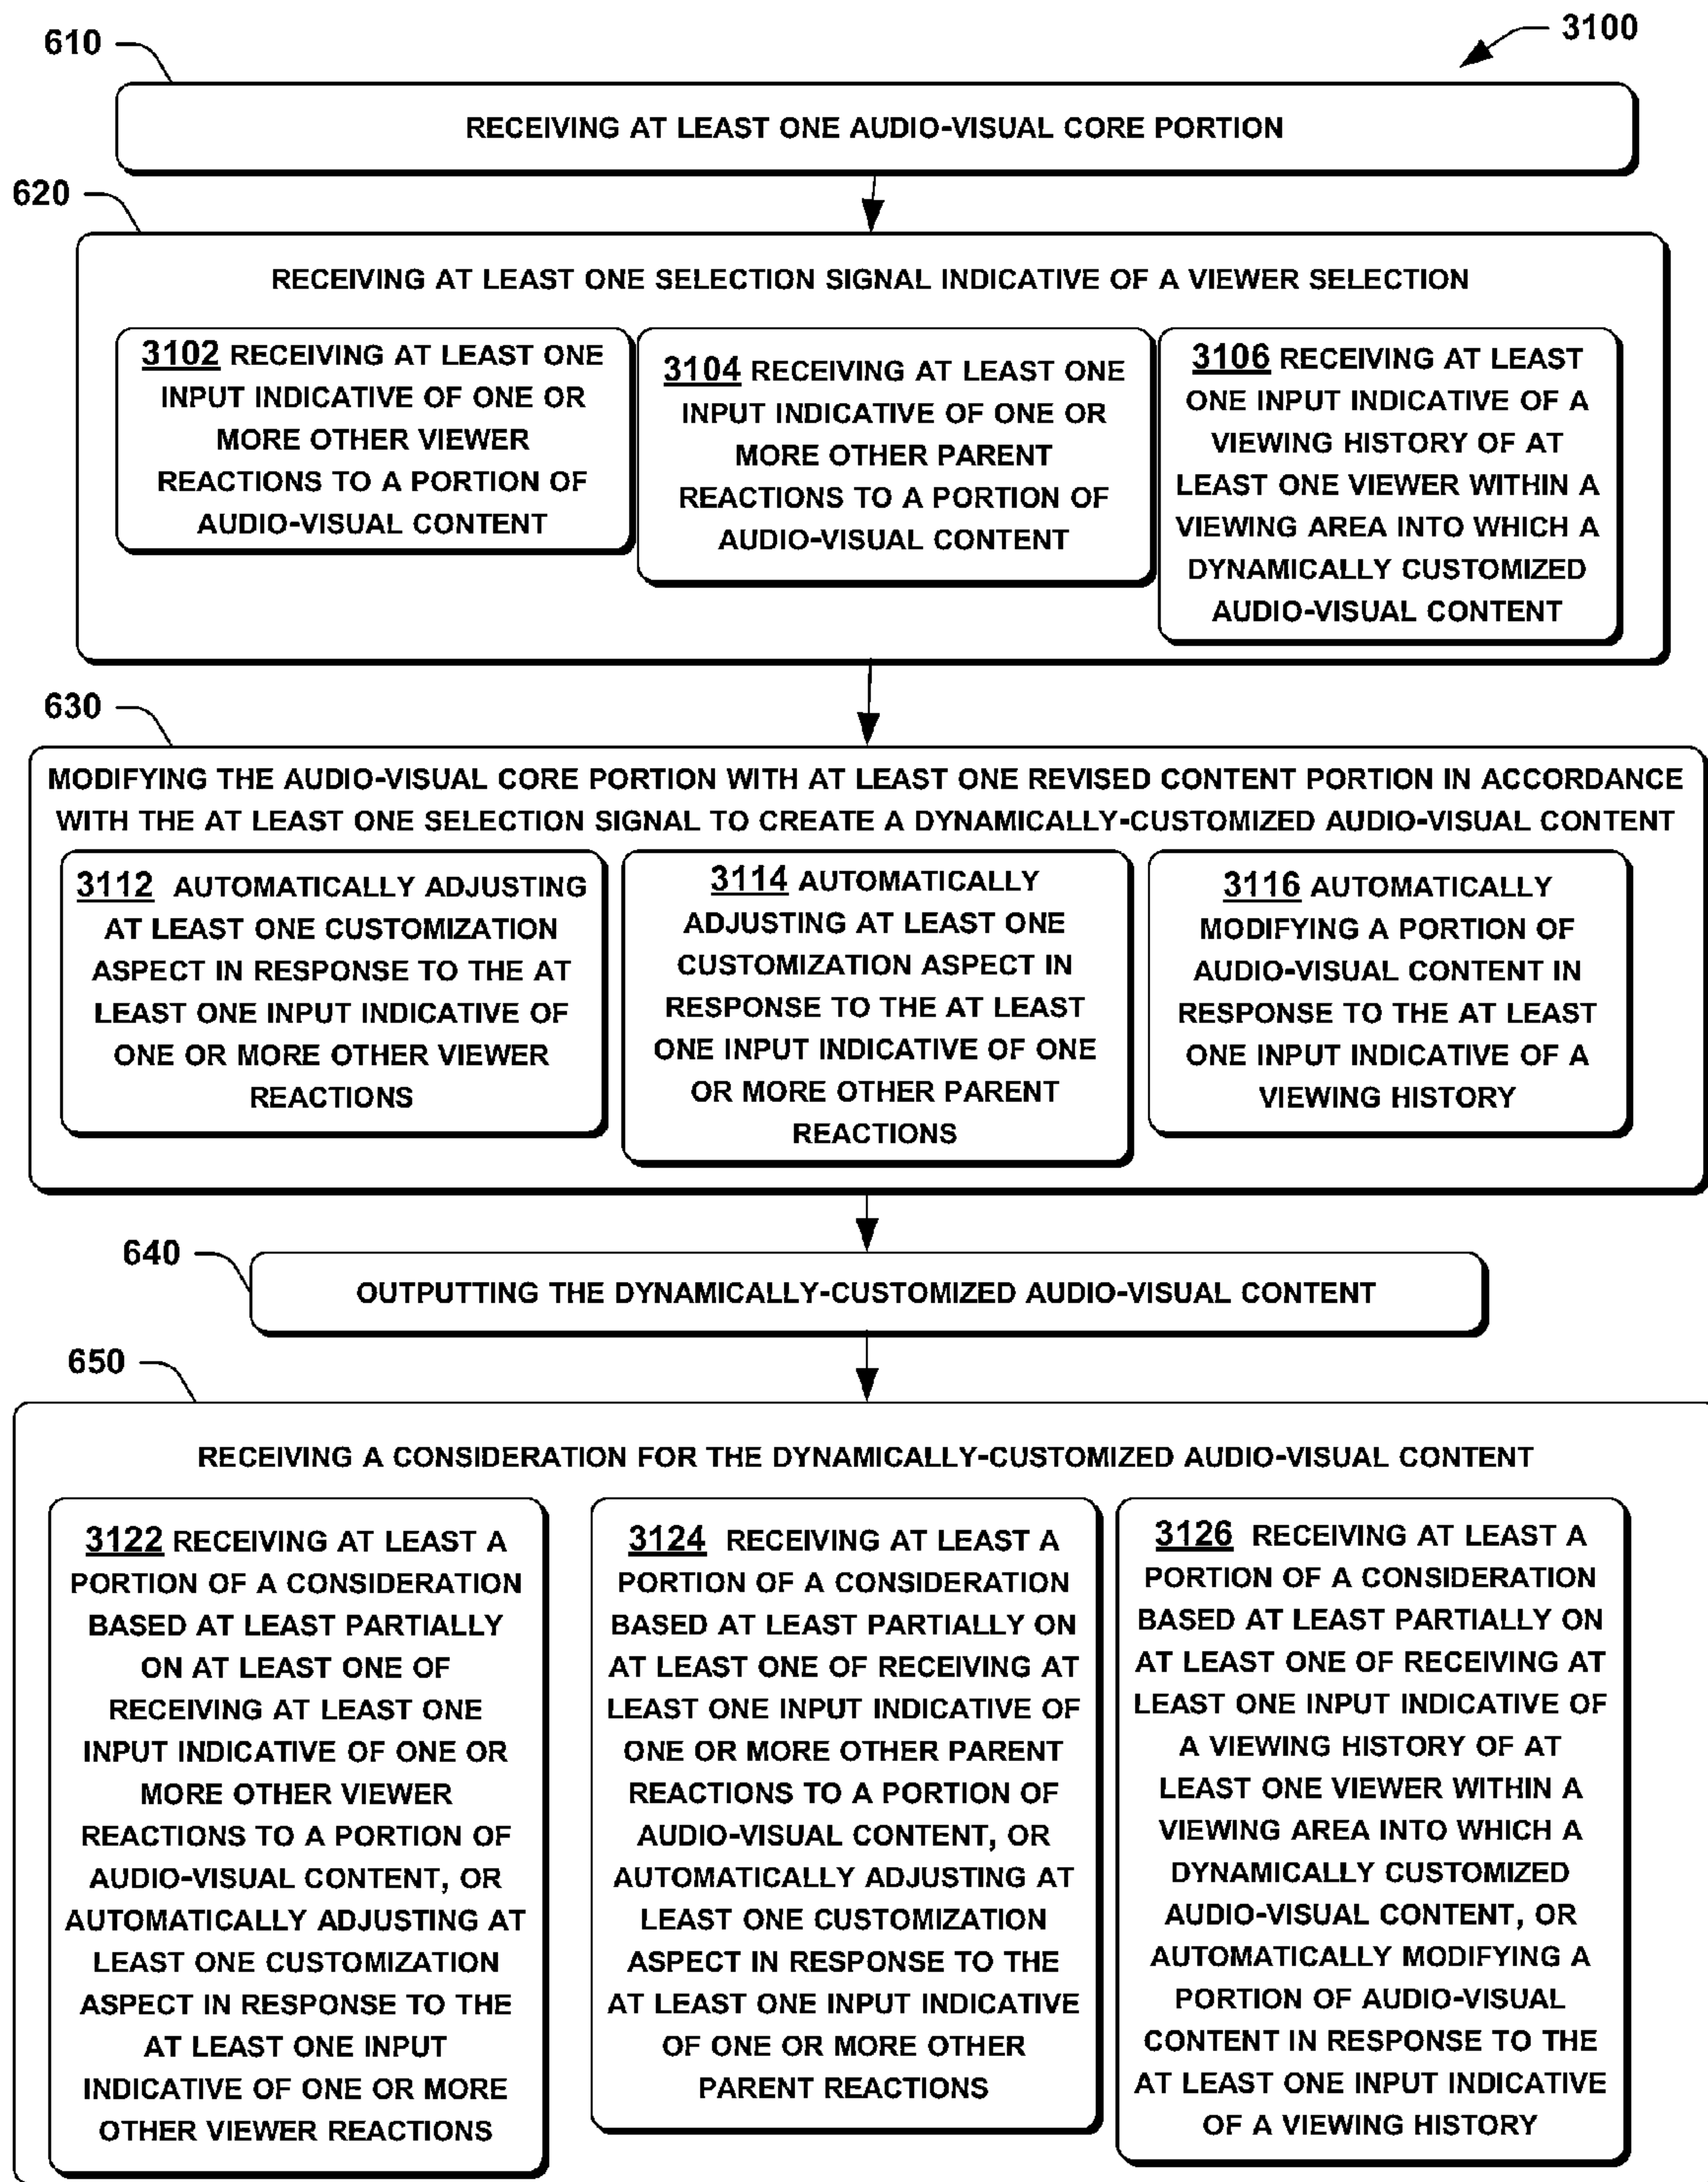 610
3100
RECEIVING AT LEAST ONE AUDIO-VISUAL CORE PORTION
620
RECEIVING AT LEAST ONE SELECTION SIGNAL INDICATIVE OF A VIEWER SELECTION
3102 RECEIVING AT LEAST ONE
INPUT INDICATIVE OF ONE OR
MORE OTHER VIEWER
REACTIONS TO A PORTION OF
AUDIO-VISUAL CONTENT
3104 RECEIVING AT LEAST ONE
INPUT INDICATIVE OF ONE OR
MORE OTHER PARENT
REACTIONS TO A PORTION OF
AUDIO-VISUAL CONTENT
3106 RECEIVING AT LEAST
ONE INPUT INDICATIVE OF A
VIEWING HISTORY OF AT
LEAST ONE VIEWER WITHIN A
VIEWING AREA INTO WHICH A
DYNAMICALLY CUSTOMIZED
AUDIO-VISUAL CONTENT
630
MODIFYING THE AUDIO-VISUAL CORE PORTION WITH AT LEAST ONE REVISED CONTENT PORTION IN ACCORDANCE
WITH THE AT LEAST ONE SELECTION SIGNAL TO CREATE A DYNAMICALLY-CUSTOMIZED AUDIO-VISUAL CONTENT
3112 AUTOMATICALLY ADJUSTING
AT LEAST ONE CUSTOMIZATION
ASPECT IN RESPONSE TO THE AT
LEAST ONE INPUT INDICATIVE OF
ONE OR MORE OTHER VIEWER
REACTIONS
3114 AUTOMATICALLY
ADJUSTING AT LEAST ONE
CUSTOMIZATION ASPECT IN
RESPONSE TO THE AT LEAST
ONE INPUT INDICATIVE OF ONE
OR MORE OTHER PARENT
REACTIONS
3116 AUTOMATICALLY
MODIFYING A PORTION OF
AUDIO-VISUAL CONTENT IN
RESPONSE TO THE AT LEAST
ONE INPUT INDICATIVE OF A
VIEWING HISTORY
640
OUTPUTTING THE DYNAMICALLY-CUSTOMIZED AUDIO-VISUAL CONTENT
650
RECEIVING A CONSIDERATION FOR THE DYNAMICALLY-CUSTOMIZED AUDIO-VISUAL CONTENT
3122 RECEIVING AT LEAST A
PORTION OF A CONSIDERATION
BASED AT LEAST PARTIALLY
ON AT LEAST ONE OF
RECEIVING AT LEAST ONE
INPUT INDICATIVE OF ONE OR
MORE OTHER VIEWER
REACTIONS TO A PORTION OF
AUDIO-VISUAL CONTENT, OR
AUTOMATICALLY ADJUSTING AT
LEAST ONE CUSTOMIZATION
ASPECT IN RESPONSE TO THE
AT LEAST ONE INPUT
INDICATIVE OF ONE OR MORE
OTHER VIEWER REACTIONS
3124 RECEIVING AT LEAST A
PORTION OF A CONSIDERATION
BASED AT LEAST PARTIALLY ON
AT LEAST ONE OF RECEIVING AT
LEAST ONE INPUT INDICATIVE OF
ONE OR MORE OTHER PARENT
REACTIONS TO A PORTION OF
AUDIO-VISUAL CONTENT, OR
AUTOMATICALLY ADJUSTING AT
LEAST ONE CUSTOMIZATION
ASPECT IN RESPONSE TO THE
AT LEAST ONE INPUT INDICATIVE
OF ONE OR MORE OTHER
PARENT REACTIONS
3126 RECEIVING AT LEAST A
PORTION OF A CONSIDERATION
BASED AT LEAST PARTIALLY ON
AT LEAST ONE OF RECEIVING AT
LEAST ONE INPUT INDICATIVE OF
A VIEWING HISTORY OF AT
LEAST ONE VIEWER WITHIN A
VIEWING AREA INTO WHICH A
DYNAMICALLY CUSTOMIZED
AUDIO-VISUAL CONTENT, OR
AUTOMATICALLY MODIFYING A
PORTION OF AUDIO-VISUAL
CONTENT IN RESPONSE TO THE
AT LEAST ONE INPUT INDICATIVE
OF A VIEWING HISTORY